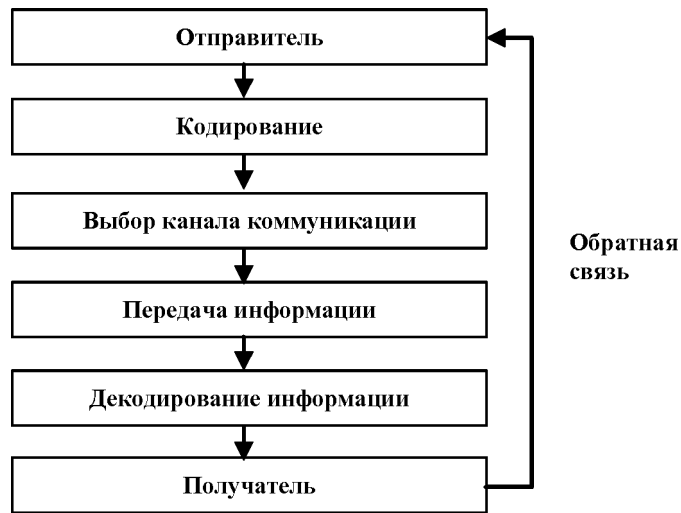 Отправитель
Кодирование
Выбор канала коммуникации
Передача информации
Декодирование информации
Получатель
Обратная
связь